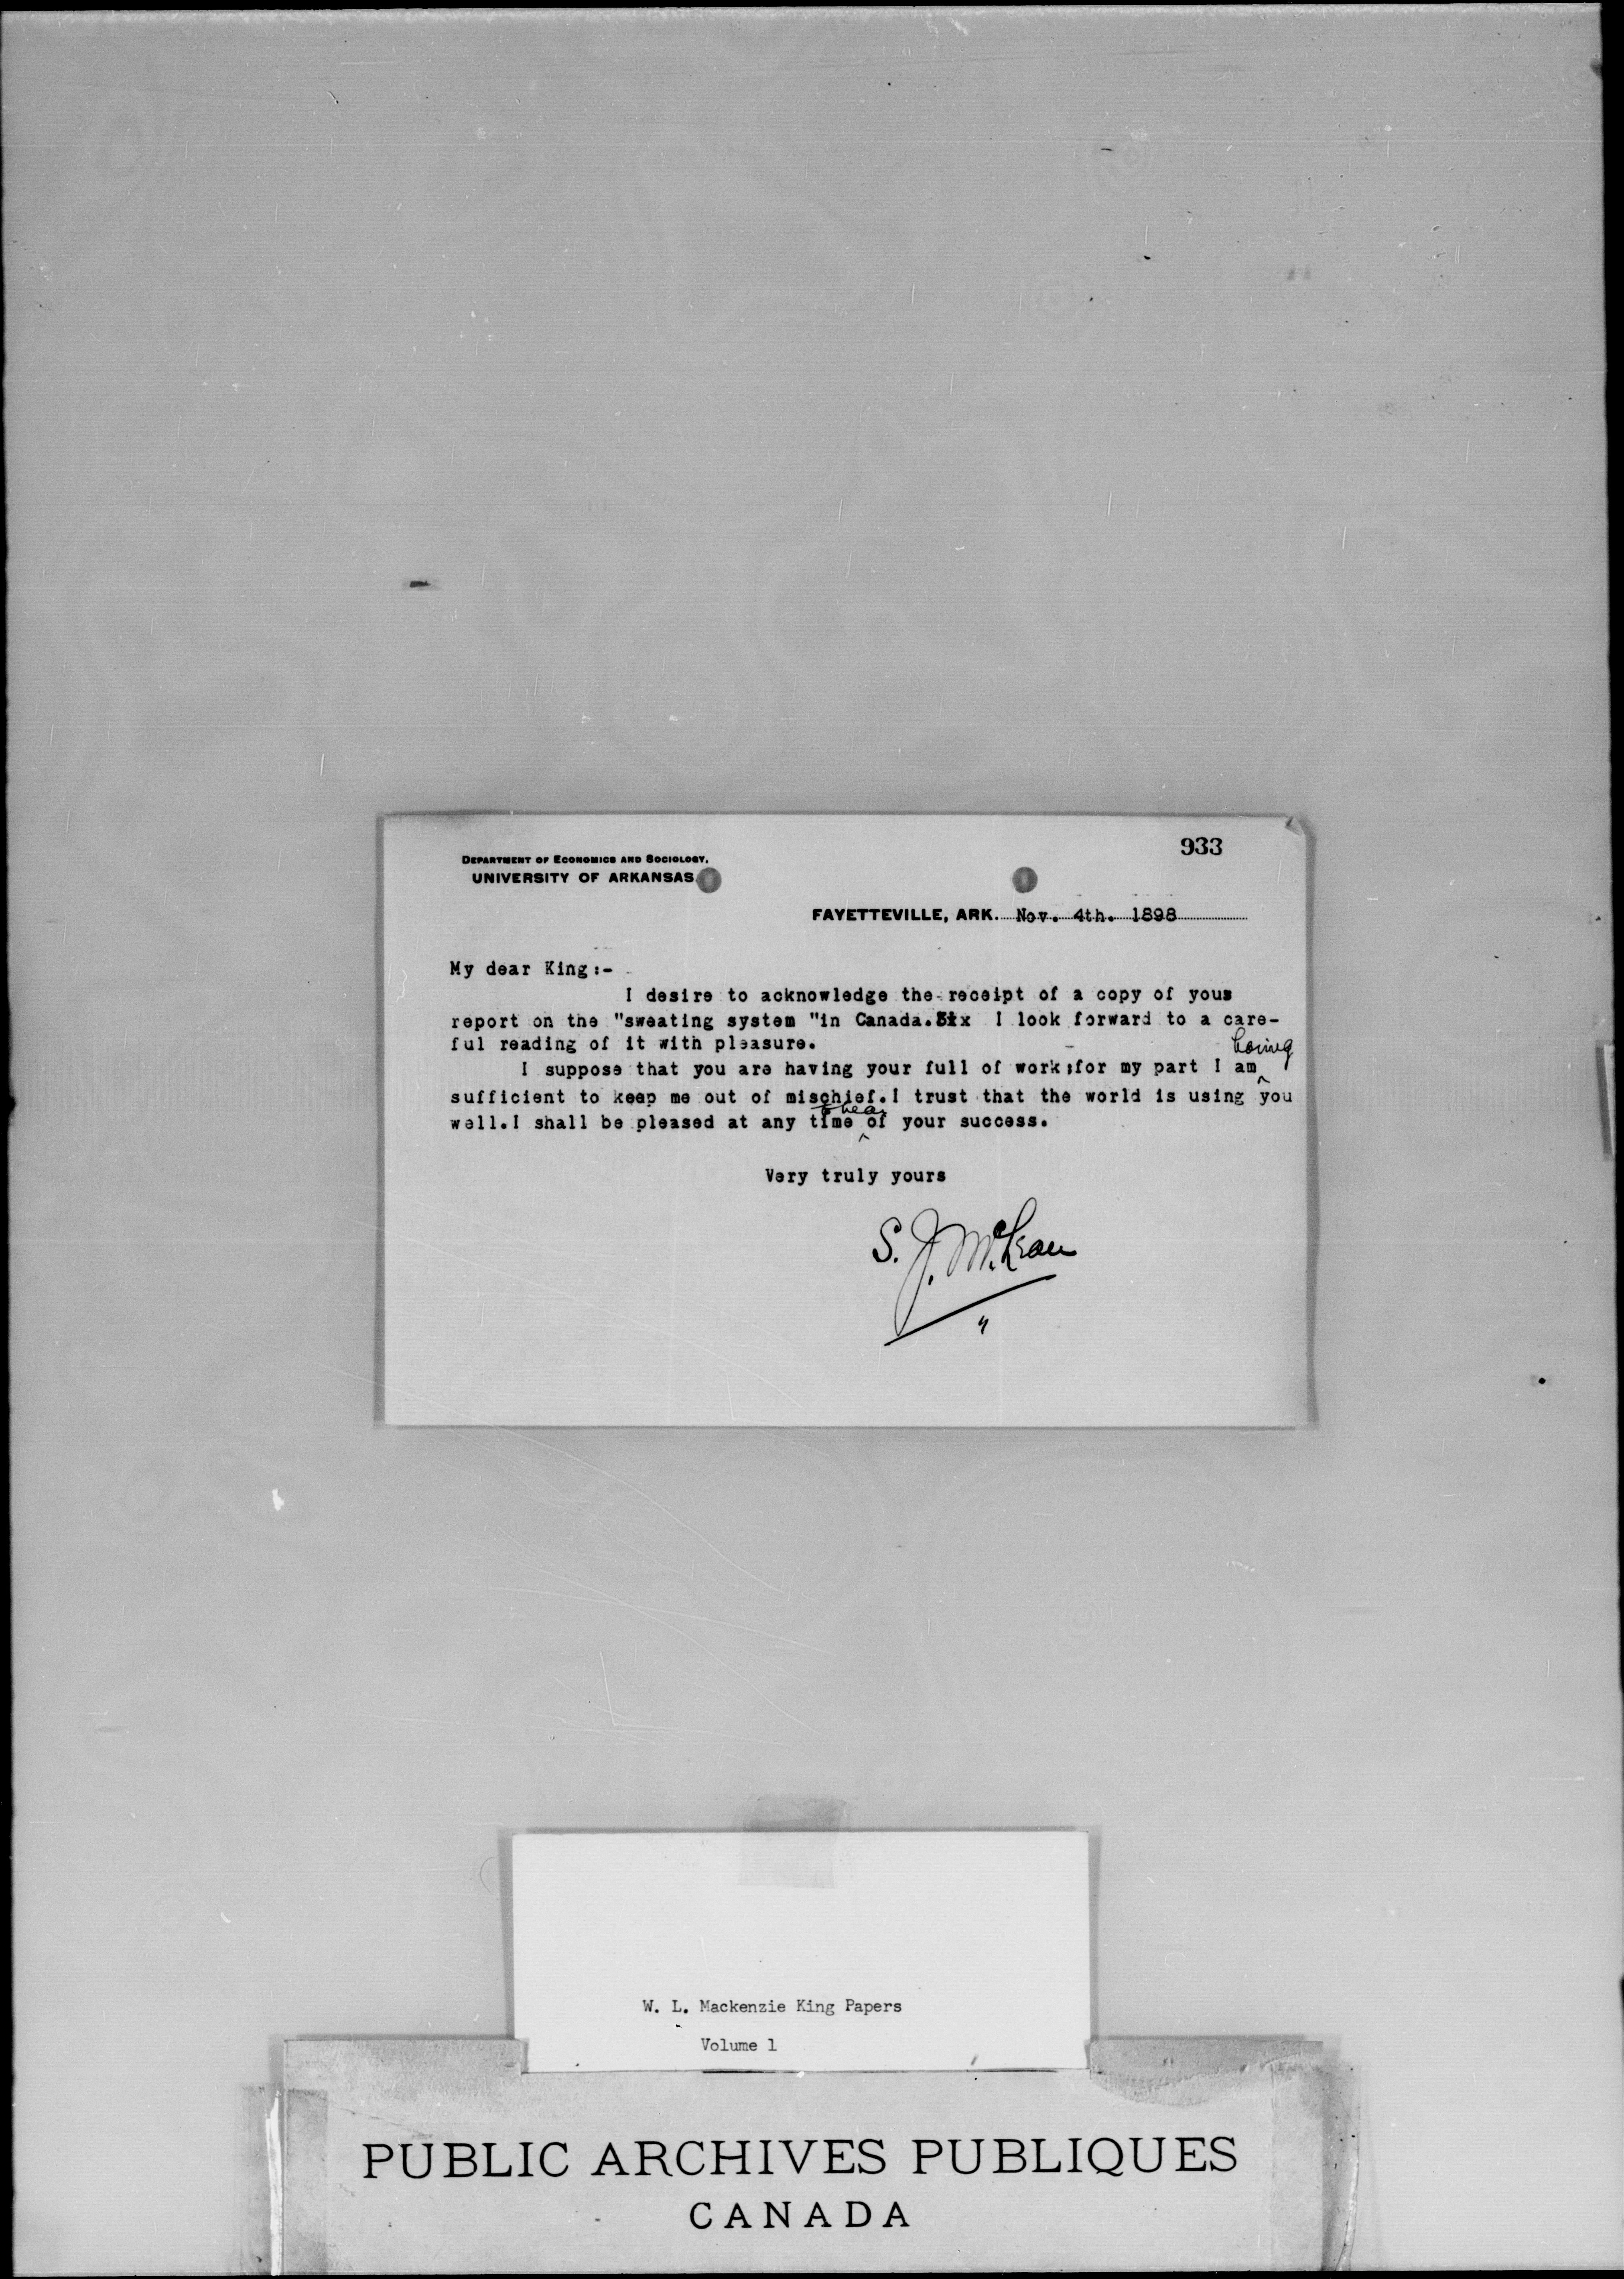 933
DEPARTMENT OF ECONOMICS AND SOCIOLOGY,
UNIVERSITY OF ARKANSAS
FAYETTEVILLE, ARK. Nov. 4th. 1898
My dear King:-
I desire to acknowledge the receipt of a copy of your
report on the "sweating system "in Canada. I look forward to a care-
ful reading of it with pleasure.
having
I suppose that you are having your full of work;for my part I am ^
sufficient to keep me out of mischief.I trust that the world is using you
to hear
well.I shall be pleased at any time ^ of your success.
Very truly yours
S. J. McLean
W. L. Mackenzie King Papers
Volume 1
PUBLIC ARCHIVES PUBLIQUES
CANADA